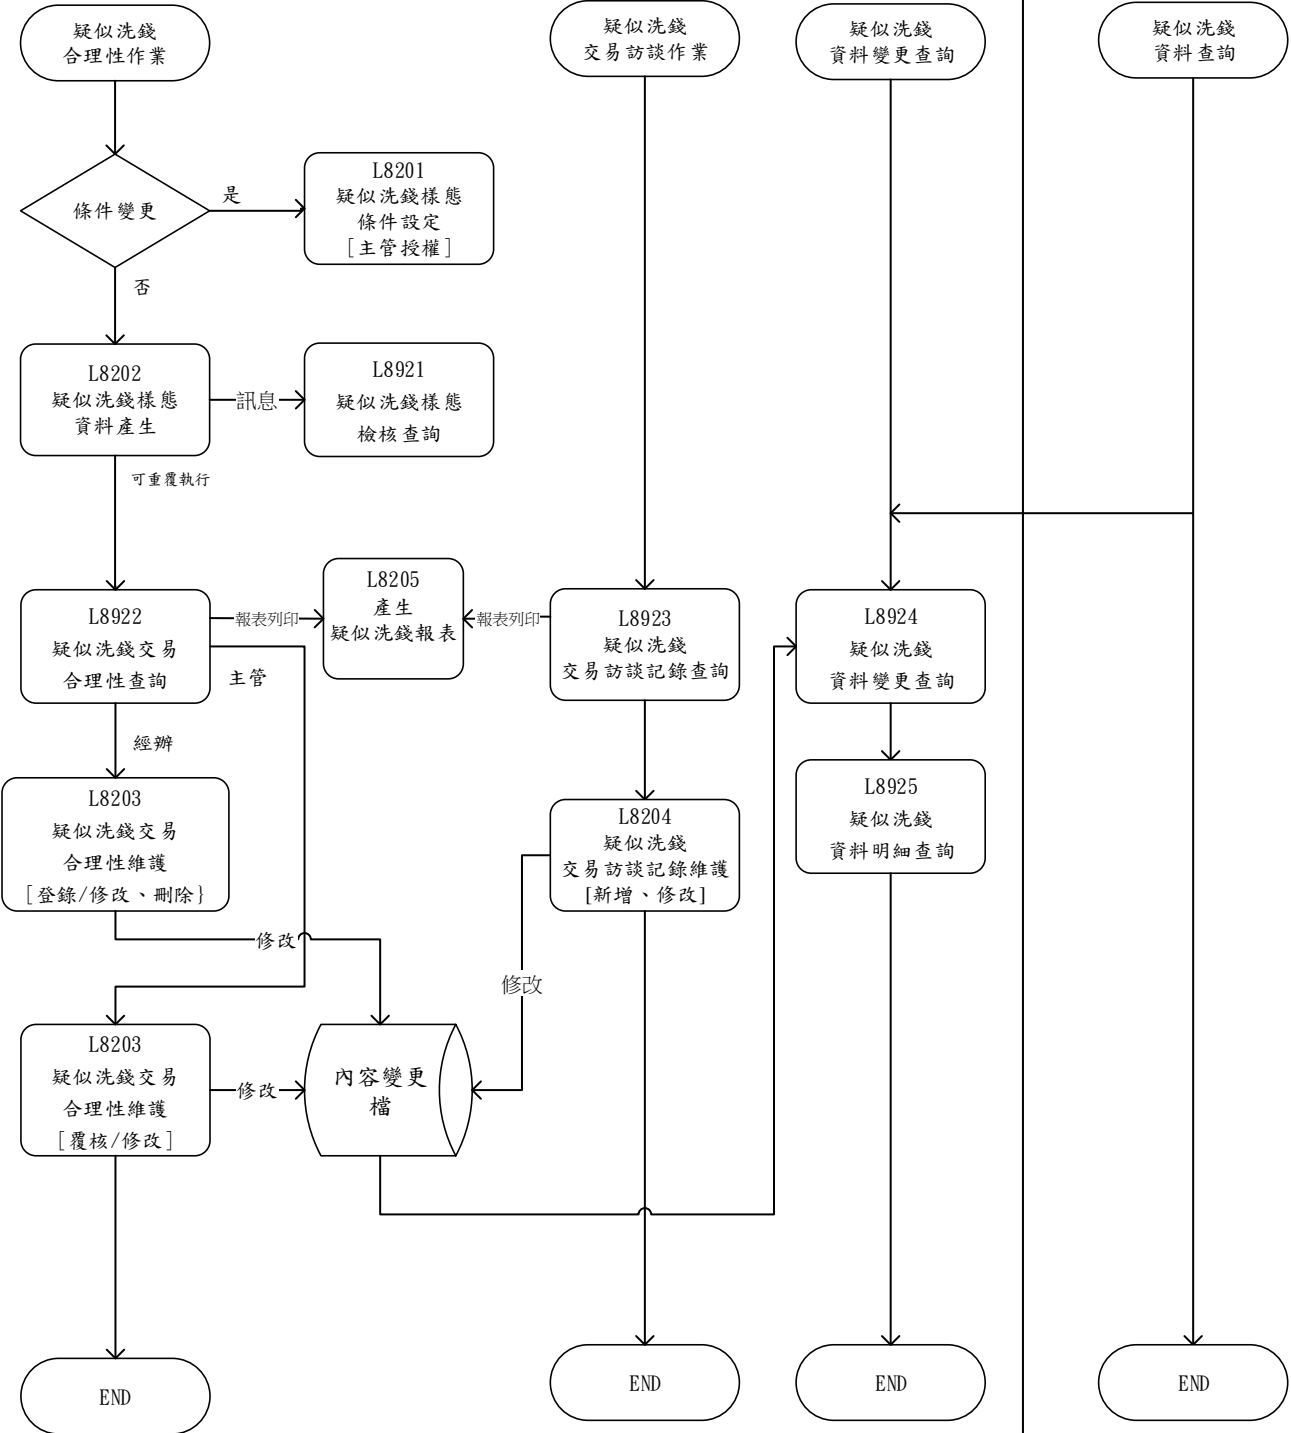 疑似洗錢
合理性作業
疑似洗錢
交易訪談作業
疑似洗錢
資料變更查詢
疑似洗錢
資料查詢
條件變更
是
L8201
疑似洗錢樣態
條件設定
[主管授權]
否
L8202
疑似洗錢樣態
資料產生
訊息
L8921
疑似洗錢樣態
檢核查詢
可重覆執行
L8922
疑似洗錢交易
合理性查詢
報表列印
L8205
產生
疑似洗錢報表
報表列印
L8923
疑似洗錢
交易訪談記錄查詢
L8924
疑似洗錢
資料變更查詢
主管
經辦
L8203
疑似洗錢交易
合理性維護
[登錄/修改、刪除}
L8204
疑似洗錢
交易訪談記錄維護
[新增、修改]
L8925
疑似洗錢
資料明細查詢
修改
修改
L8203
疑似洗錢交易
合理性維護
[覆核/修改]
修改
內容變更
檔
END
END
END
END